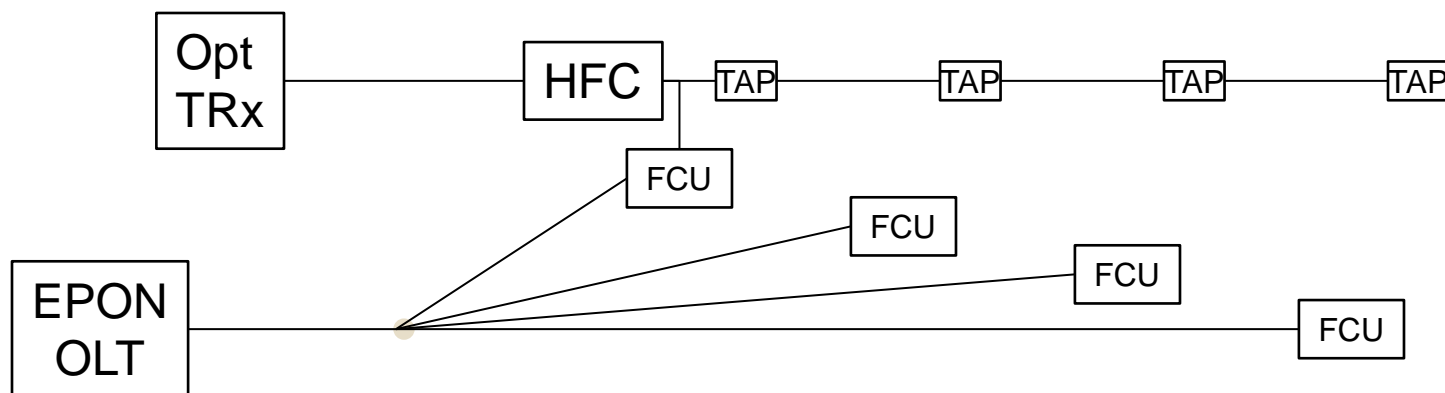 Opt
TRx
HFC
TAP
TAP
TAP
TAP
FCU
FCU
FCU
FCU
EPON
OLT